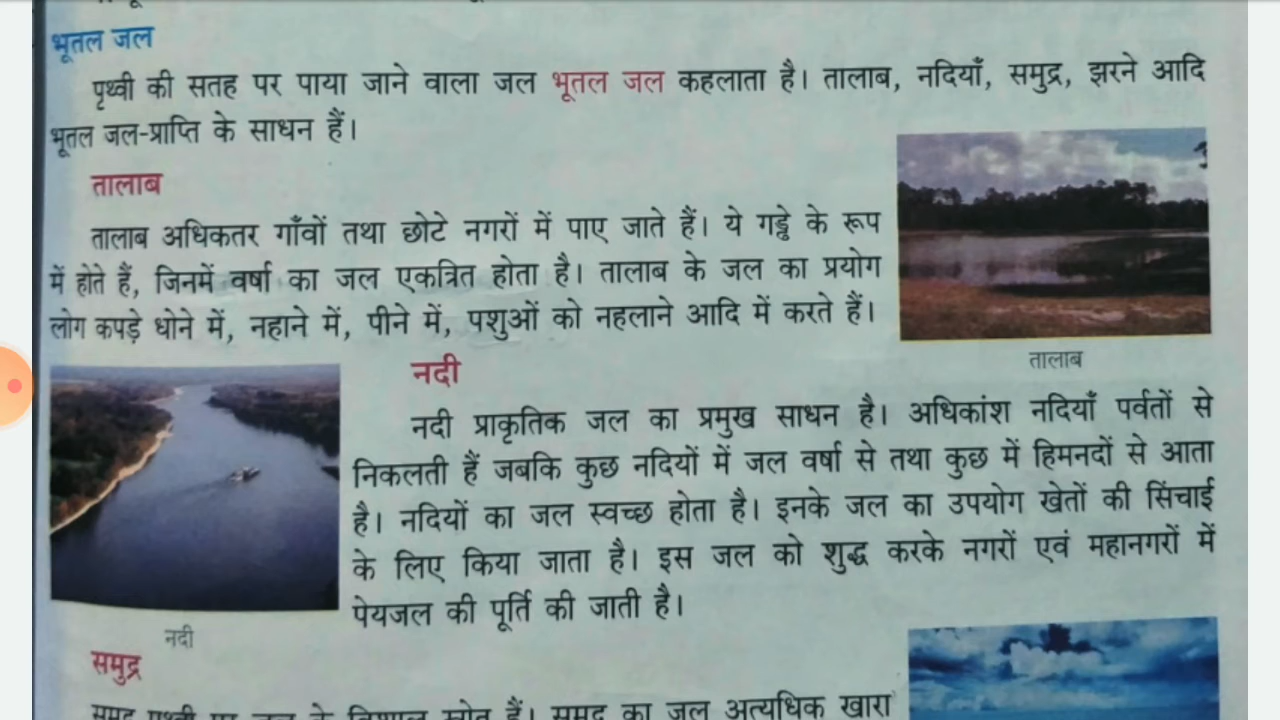 भूतल जल
पृथ्वी की सतह पर पाया जाने वाला जल भूतल जल कहलाता है। तालाब, नदियाँ, समुद्र, झरने आदि
भूतल जल-प्राप्ति के साधन हैं।
तालाब
तालाब अधिकतर गाँवों तथा छोटे नगरों में पाए जाते हैं। ये गड्ढे के रूप
में होते हैं, जिनमें वर्षा का जल एकत्रित होता है। तालाब के जल का प्रयोग
लोग कपड़े धोने में, नहाने में, पीने में, पशुओं को नहलाने आदि में करते हैं।
तालाब
नदी
नदी प्राकृतिक जल का प्रमुख साधन है। अधिकांश नदियाँ पर्वतों से
निकलती हैं जबकि कुछ नदियों में जल वर्षा से तथा कुछ में हिमनदों से आता
है। नदियों का जल स्वच्छ होता है। इनके जल का उपयोग खेतों की सिंचाई
के लिए किया जाता है। इस जल को शुद्ध करके नगरों एवं महानगरों में
पेयजल की पूर्ति की जाती है।
नदी
समुद्र
समुद्र पृथ्वी पर जल के विशाल स्रोत हैं। समुद्र का जल अत्यधिक खारा